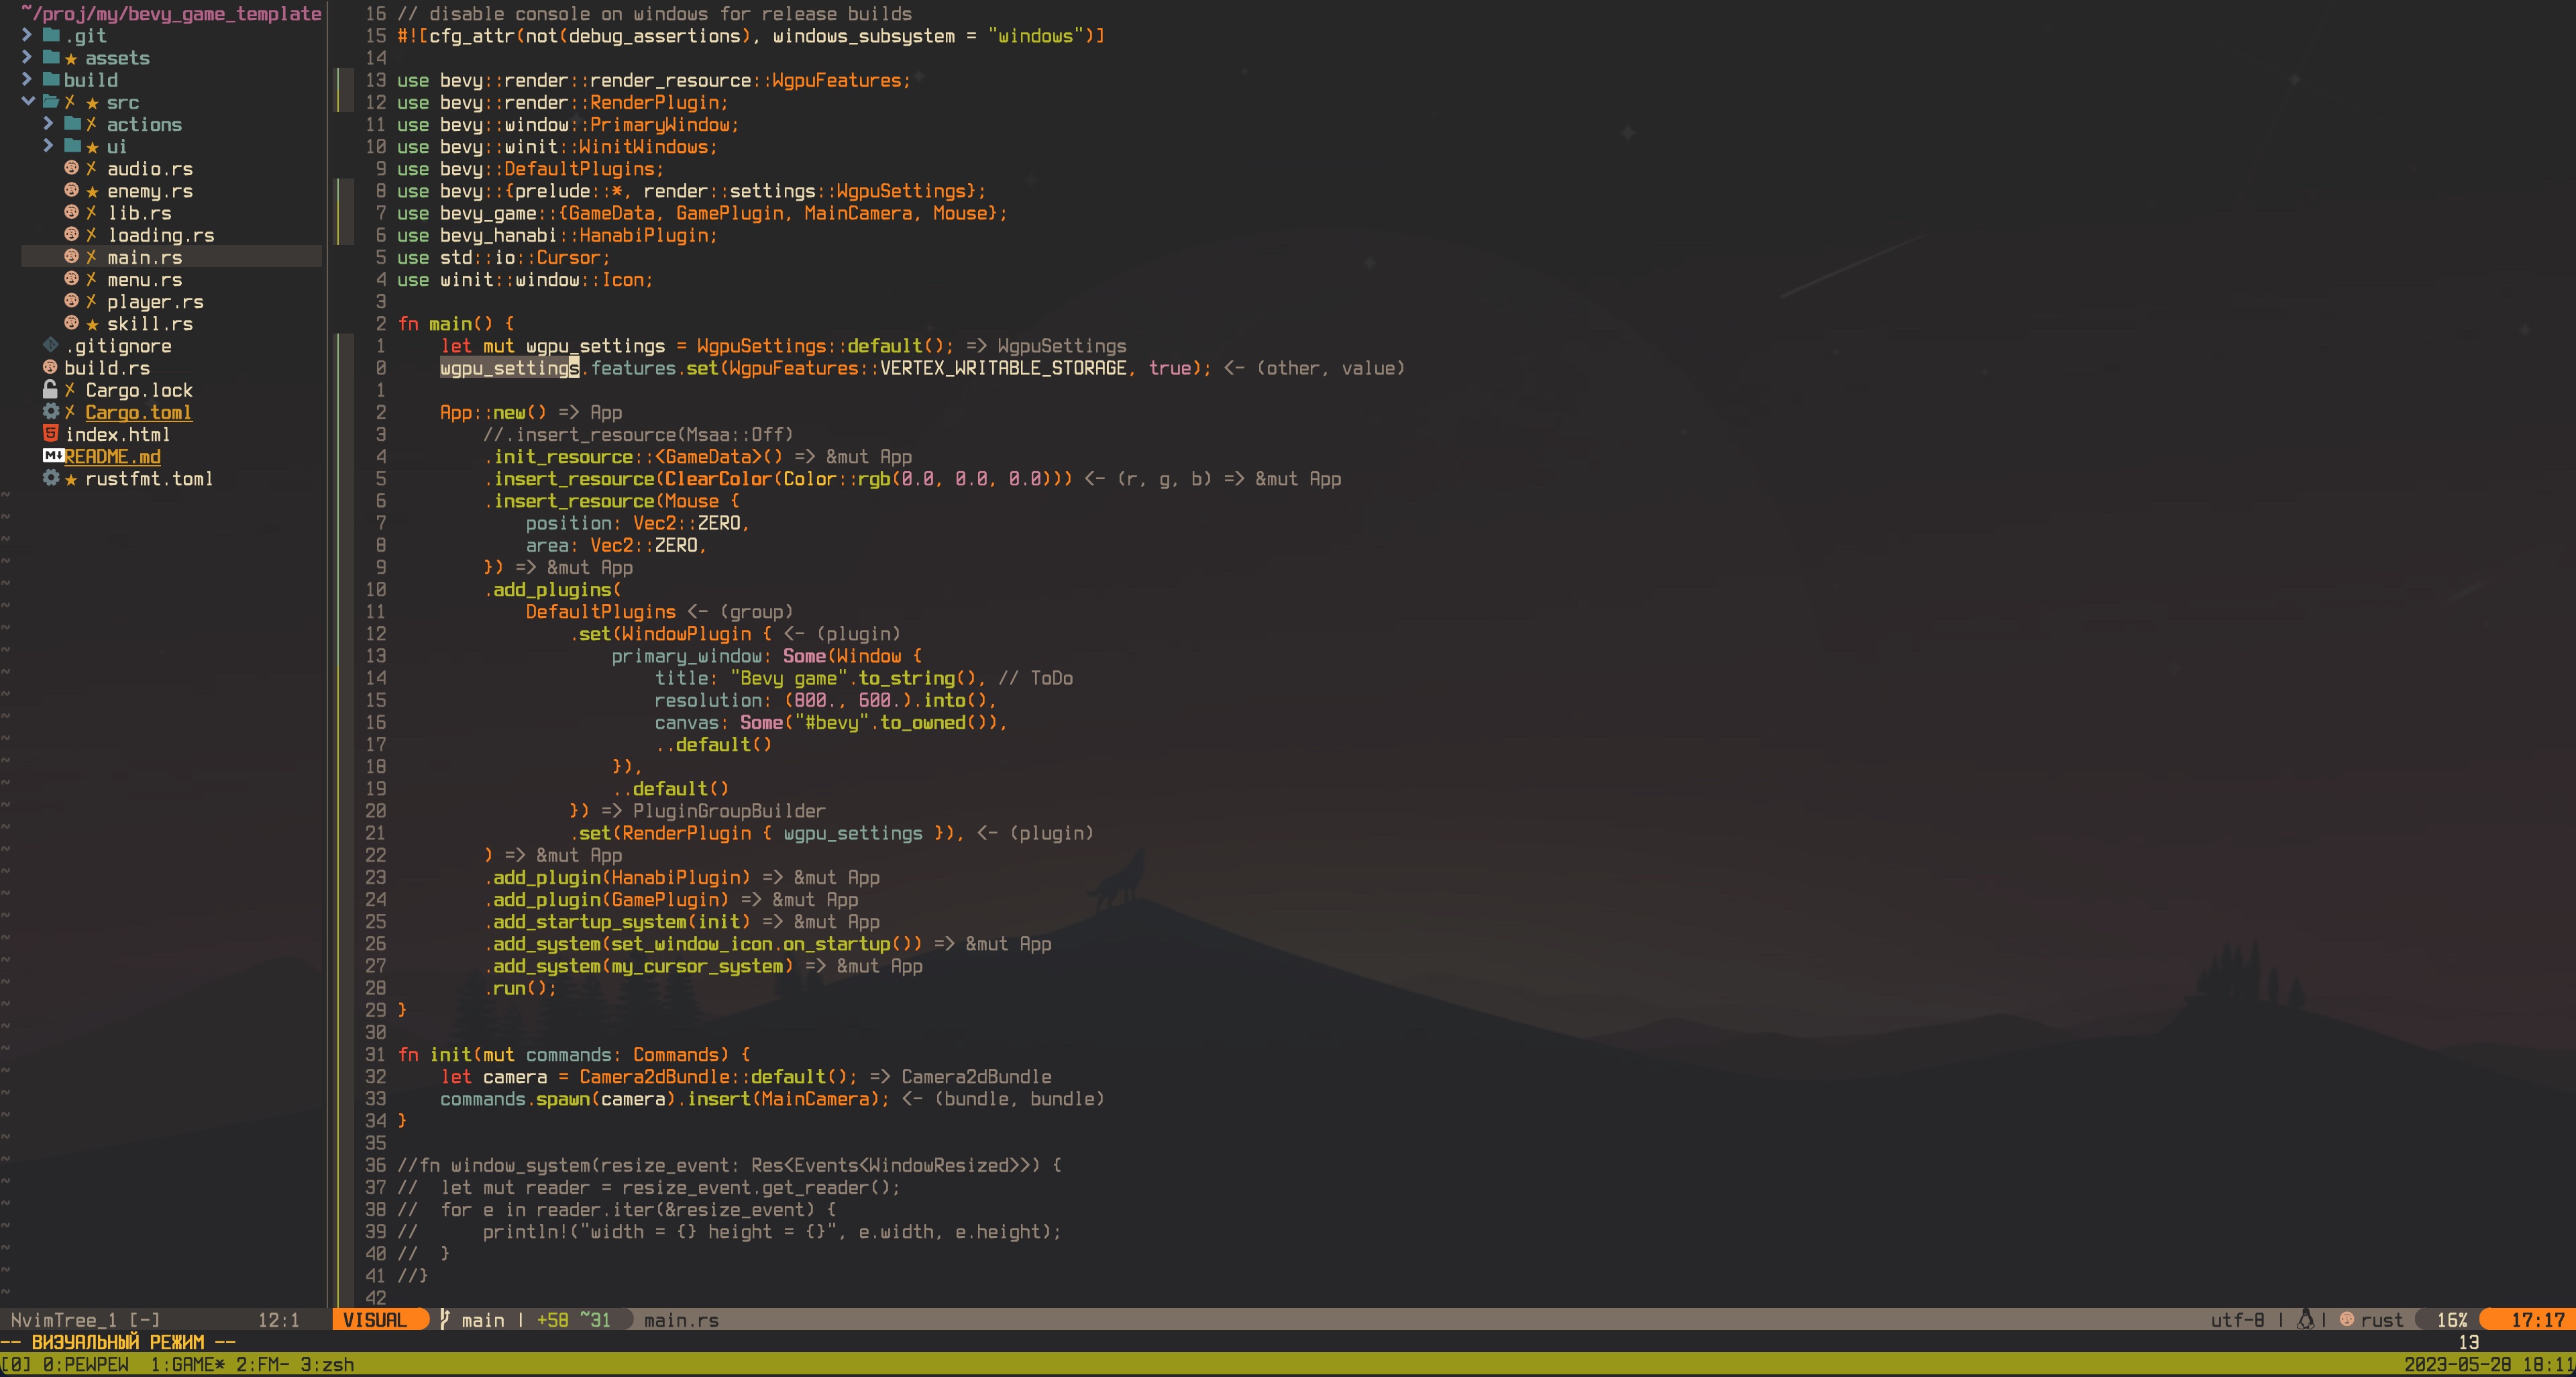 ~/proj/my/bevy_game_template
.git
★ assets
build
★ src
actions
★ ui
audio.rs
★ enemy.rs
lib.rs
loading.rs
main.rs
menu.rs
player.rs
★ skill.rs
.gitignore
build.rs
Cargo.lock
Cargo.toml
index.html
README.md
★ rustfmt.toml
16 // disable console on windows for release builds
15 #![cfg_attr(not(debug_assertions), windows_subsystem = "windows")]
14
13 use bevy::render::render_resource::WgpuFeatures;
12 use bevy::render::RenderPlugin;
11 use bevy::window::PrimaryWindow;
10 use bevy::winit::WinitWindows;
9 use bevy::DefaultPlugins;
8 use bevy::{prelude::*, render::settings::WgpuSettings};
7 use bevy_game::{GameData, GamePlugin, MainCamera, Mouse};
6 use bevy_hanabi::HanabiPlugin;
5 use std::io::Cursor;
4 use winit::window::Icon;
3
2 fn main() {
1     let mut wgpu_settings = WgpuSettings::default(); => WgpuSettings
0     wgpu_settings.features.set(WgpuFeatures::VERTEX_WRITABLE_STORAGE, true); <- (other, value)
1
2     App::new() => App
3         //.insert_resource(Msaa::Off)
4         .init_resource::<GameData>() => &mut App
5         .insert_resource(ClearColor(Color::rgb(0.0, 0.0, 0.0))) <- (r, g, b) => &mut App
6         .insert_resource(Mouse {
7             position: Vec2::ZERO,
8             area: Vec2::ZERO,
9         }) => &mut App
10         .add_plugins(
11             DefaultPlugins <- (group)
12                 .set(WindowPlugin { <- (plugin)
13                     primary_window: Some(Window {
14                         title: "Bevy game".to_string(), // ToDo
15                         resolution: (800., 600.).into(),
16                         canvas: Some("#bevy".to_owned()),
17                         ..default()
18                     }),
19                     ..default()
20                 }) => PluginGroupBuilder
21                 .set(RenderPlugin { wgpu_settings }), <- (plugin)
22         ) => &mut App
23         .add_plugin(HanabiPlugin) => &mut App
24         .add_plugin(GamePlugin) => &mut App
25         .add_startup_system(init) => &mut App
26         .add_system(set_window_icon.on_startup()) => &mut App
27         .add_system(my_cursor_system) => &mut App
28         .run();
29 }
30
31 fn init(mut commands: Commands) {
32     let camera = Camera2dBundle::default(); => Camera2dBundle
33     commands.spawn(camera).insert(MainCamera); <- (bundle, bundle)
34 }
35
36 //fn window_system(resize_event: Res<Events<WindowResized>>) {
37 //  let mut reader = resize_event.get_reader();
38 //  for e in reader.iter(&resize_event) {
39 //      println!("width = {} height = {}", e.width, e.height);
40 //  }
41 //}
42
NvimTree_1 [-] 12:1 VISUAL main | +58 ~31 main.rs utf-8 | | rust 16% 17:17
-- ВИЗУАЛЬНЫЙ РЕЖИМ -- 13
[0] 0:PEWPEW 1:GAME* 2:FM- 3:zsh 2023-05-28 18:11